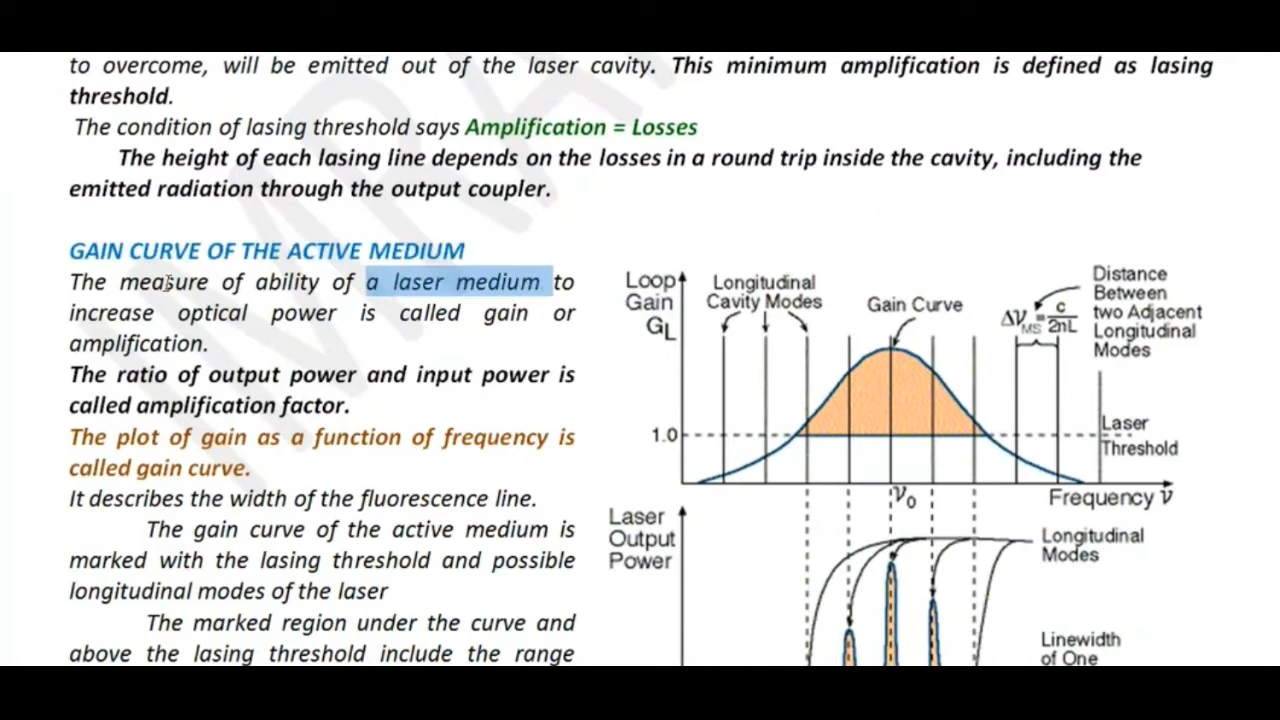 to overcome, will be emitted out of the laser cavity. This minimum amplification is defined as lasing
threshold.
The condition of lasing threshold says Amplification = Losses
The height of each lasing line depends on the losses in a round trip inside the cavity, including the
emitted radiation through the output coupler.
GAIN CURVE OF THE ACTIVE MEDIUM
The measure of ability of a laser medium to
increase optical power is called gain or
amplification.
The ratio of output power and input power is
called amplification factor.
The plot of gain as a function of frequency is
called gain curve.
It describes the width of the fluorescence line.
The gain curve of the active medium is
marked with the lasing threshold and possible
longitudinal modes of the laser
The marked region under the curve and
above the lasing threshold include the range
Loop
Gain
GL
Longitudinal
Cavity Modes
Gain Curve
ΔνMS = c/2nL
Distance
Between
two Adjacent
Longitudinal
Modes
1.0
Laser
Threshold
ν0
Frequency ν
Laser
Output
Power
Longitudinal
Modes
Linewidth
of One